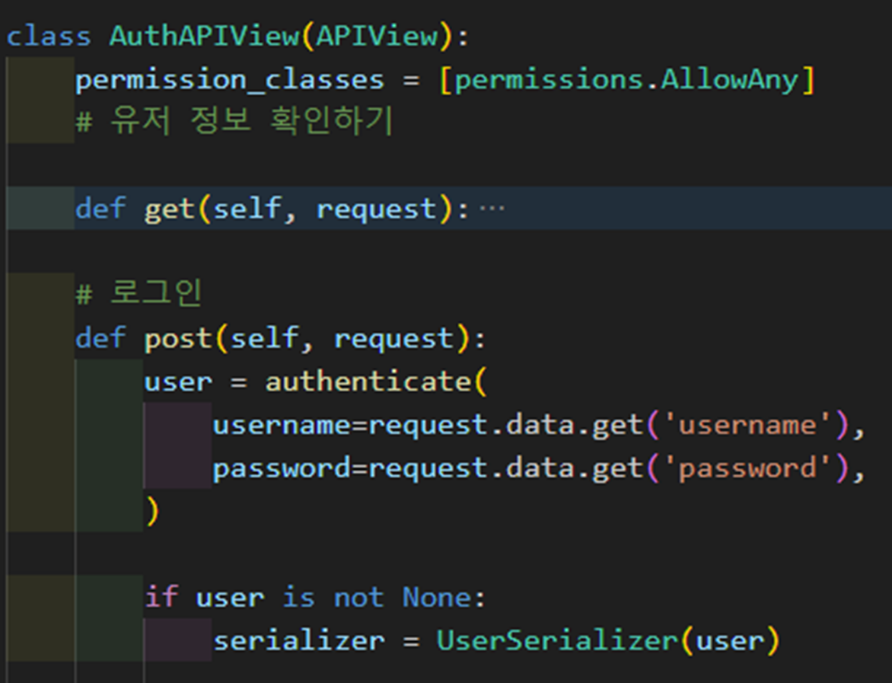 class AuthAPIView(APIView):
    permission_classes = [permissions.AllowAny]
    # 유저 정보 확인하기
    def get(self, request): ⋯
    # 로그인
    def post(self, request):
        user = authenticate(
            username=request.data.get('username'),
            password=request.data.get('password'),
        )
        if user is not None:
            serializer = UserSerializer(user)